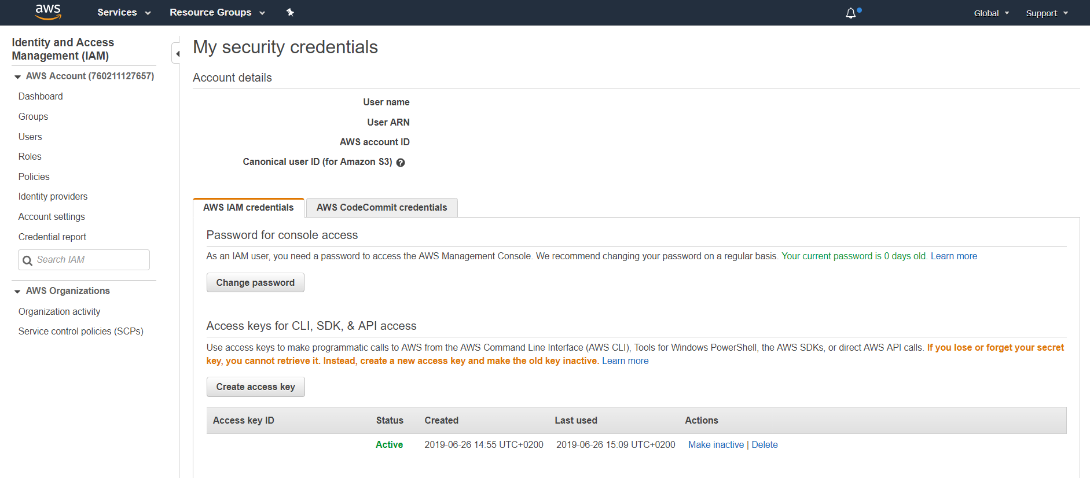 aws Services Resource Groups Global Support
Identity and Access
Management (IAM)
AWS Account (760211127657)
Dashboard
Groups
Users
Roles
Policies
Identity providers
Account settings
Credential report
Search IAM
AWS Organizations
Organization activity
Service control policies (SCPs)
My security credentials
Account details
User name
User ARN
AWS account ID
Canonical user ID (for Amazon S3) ?
AWS IAM credentials AWS CodeCommit credentials
Password for console access
As an IAM user, you need a password to access the AWS Management Console. We recommend changing your password on a regular basis. Your current password is 0 days old. Learn more
Change password
Access keys for CLI, SDK, & API access
Use access keys to make programmatic calls to AWS from the AWS Command Line Interface (AWS CLI), Tools for Windows PowerShell, the AWS SDKs, or direct AWS API calls. If you lose or forget your secret
key, you cannot retrieve it. Instead, create a new access key and make the old key inactive. Learn more
Create access key
Access key ID Status Created Last used Actions
Active 2019-06-26 14:55 UTC+0200 2019-06-26 15:09 UTC+0200 Make inactive | Delete